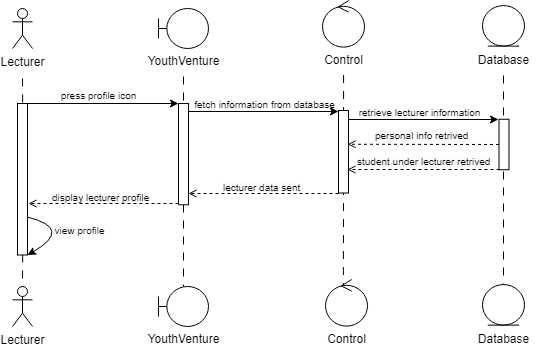 Lecturer
YouthVenture
Control
Database
press profile icon
fetch information from database
retrieve lecturer information
personal info retrived
student under lecturer retrived
lecturer data sent
display lecturer profile
view profile
Lecturer
YouthVenture
Control
Database